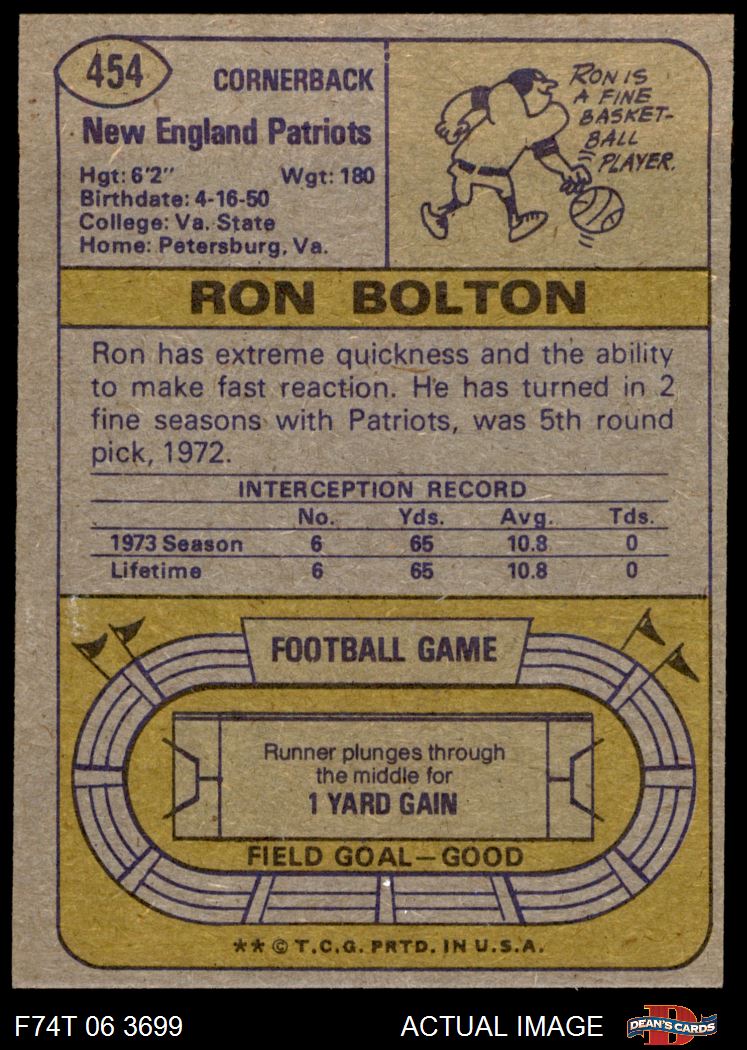 454
CORNERBACK
New England Patriots
Hgt: 6'2" Wgt: 180
Birthdate: 4-16-50
College: Va. State
Home: Petersburg, Va.
RON IS
A FINE
BASKET-
BALL
PLAYER.
RON BOLTON
Ron has extreme quickness and the ability
to make fast reaction. He has turned in 2
fine seasons with Patriots, was 5th round
pick, 1972.
INTERCEPTION RECORD
No. Yds. Avg. Tds.
1973 Season 6 65 10.8 0
Lifetime 6 65 10.8 0
FOOTBALL GAME
Runner plunges through
the middle for
1 YARD GAIN
FIELD GOAL—GOOD
** © T.C.G. PRTD. IN U.S.A.
F74T 06 3699 ACTUAL IMAGE
D
DEAN'S CARDS